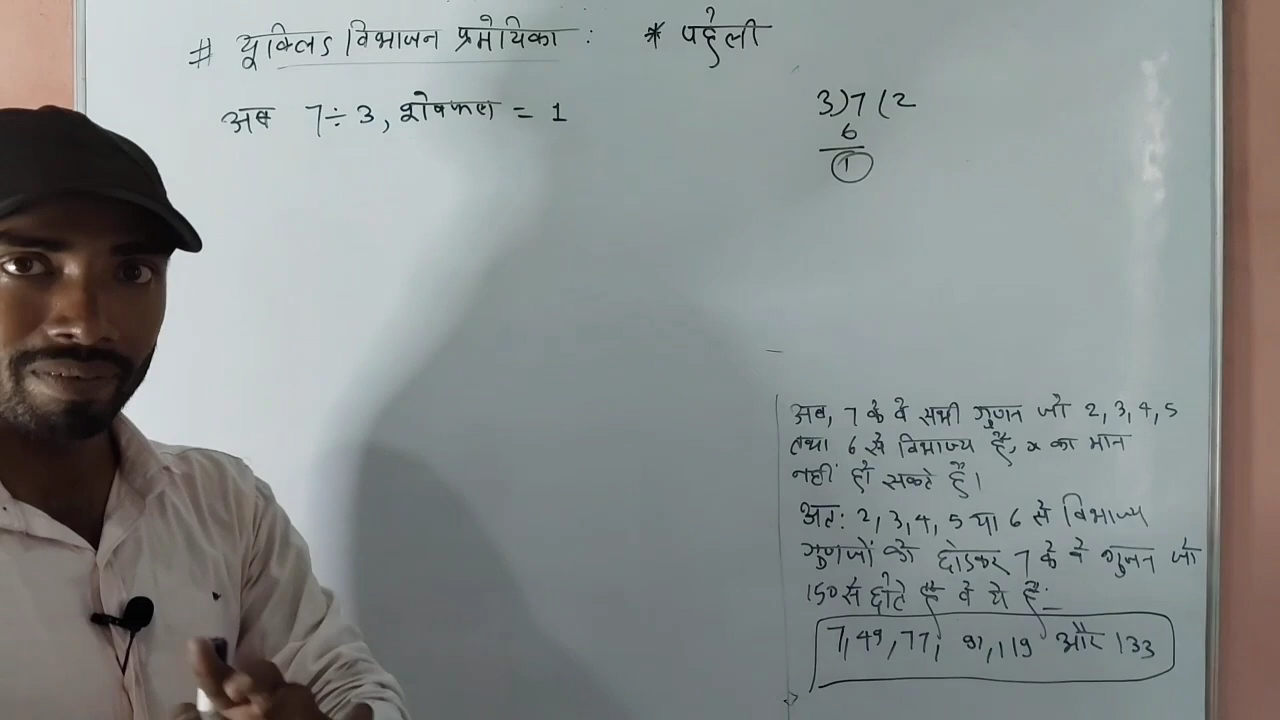 # यूक्लिड विभाजन प्रमेयिका : * पहेली
अब 7 ÷ 3, शेषफल = 1
3)7(2
6
1
अब, 7 के वे सभी गुणज जो 2, 3, 4, 5
तथा 6 से विभाज्य हैं, x का मान
नहीं हो सकते हैं।
अत: 2, 3, 4, 5 या 6 से विभाज्य
गुणजों को छोड़कर 7 के वे गुणज जो
150 से छोटे हैं वे ये हैं:_
7, 49, 77, 91, 119 और 133